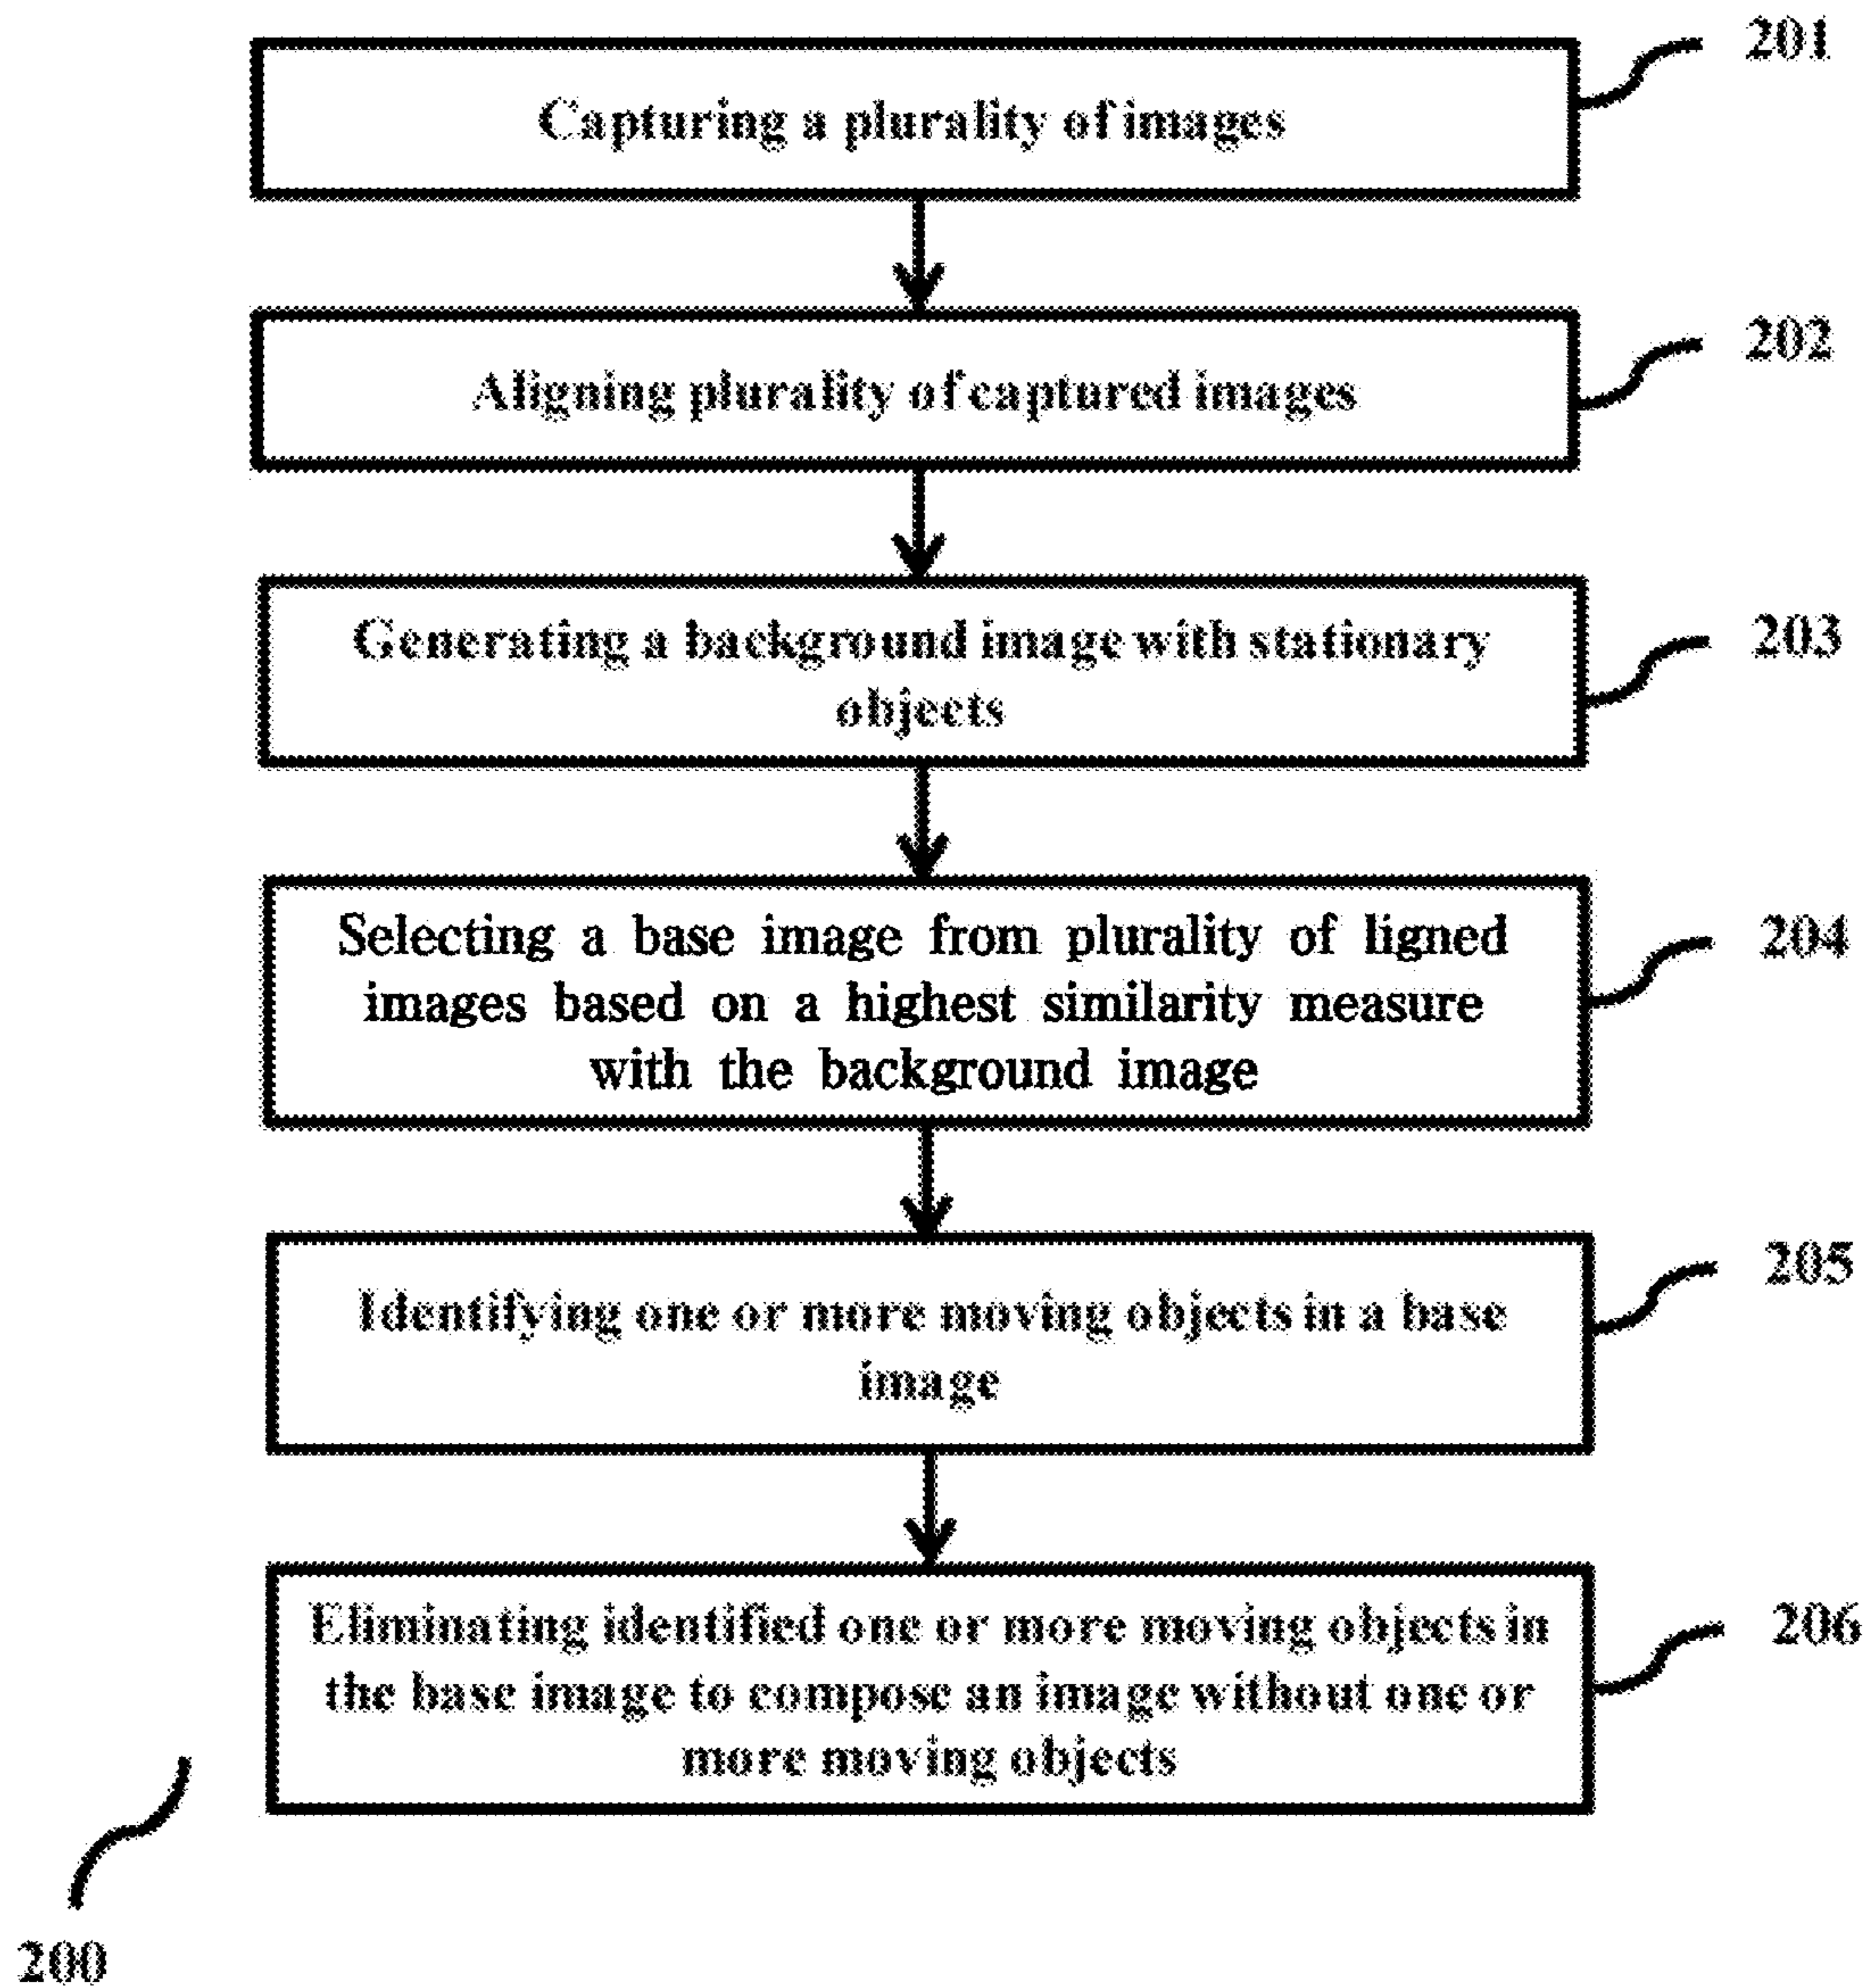 201
Capturing a plurality of images
202
Aligning plurality of captured images
203
Generating a background image with stationary
objects
204
Selecting a base image from plurality of ligned
images based on a highest similarity measure
with the background image
205
Identifying one or more moving objects in a base
image
206
Eliminating identified one or more moving objects in
the base image to compose an image without one or
more moving objects
200